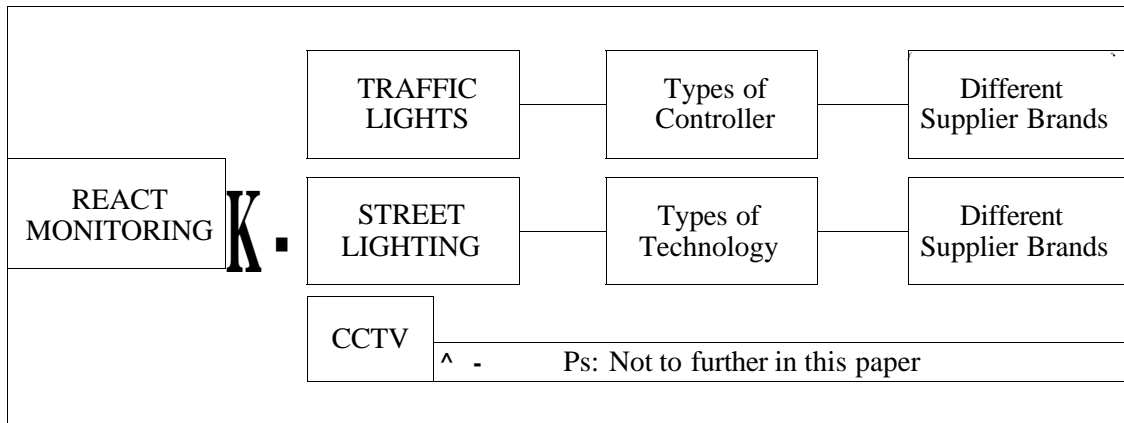 TRAFFIC
LIGHTS
Types of
Controller
Different
Supplier Brands
REACT
MONITORING
K -
STREET
LIGHTING
Types of
Technology
Different
Supplier Brands
CCTV
^ -
Ps: Not to further in this paper